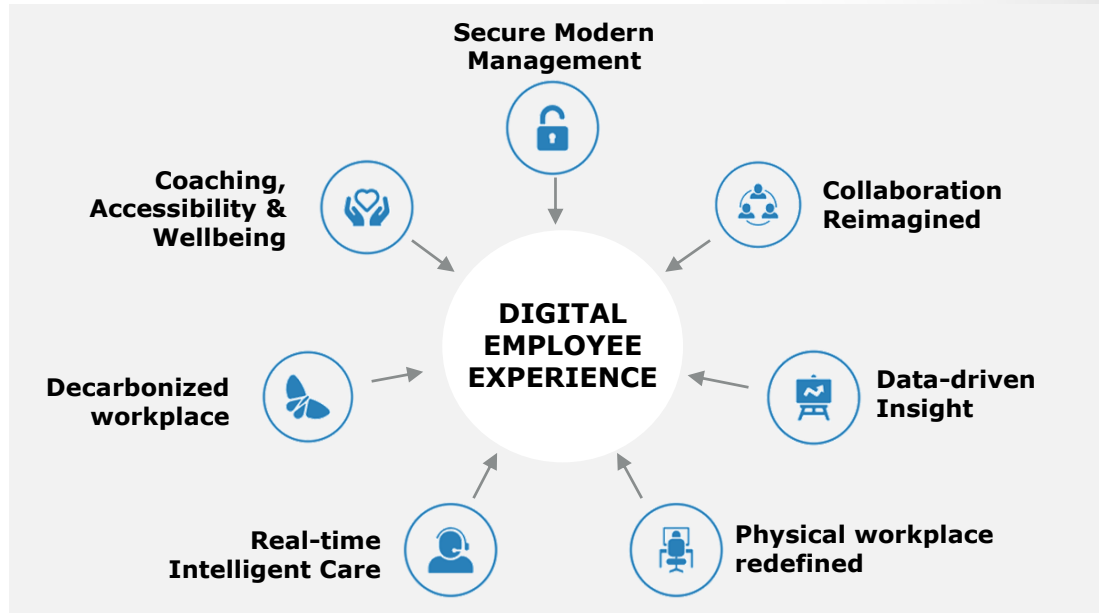 Secure Modern
Management
Coaching,
Accessibility &
Wellbeing
Collaboration
Reimagined
DIGITAL
EMPLOYEE
EXPERIENCE
Decarbonized
workplace
Data-driven
Insight
Real-time
Intelligent Care
Physical workplace
redefined